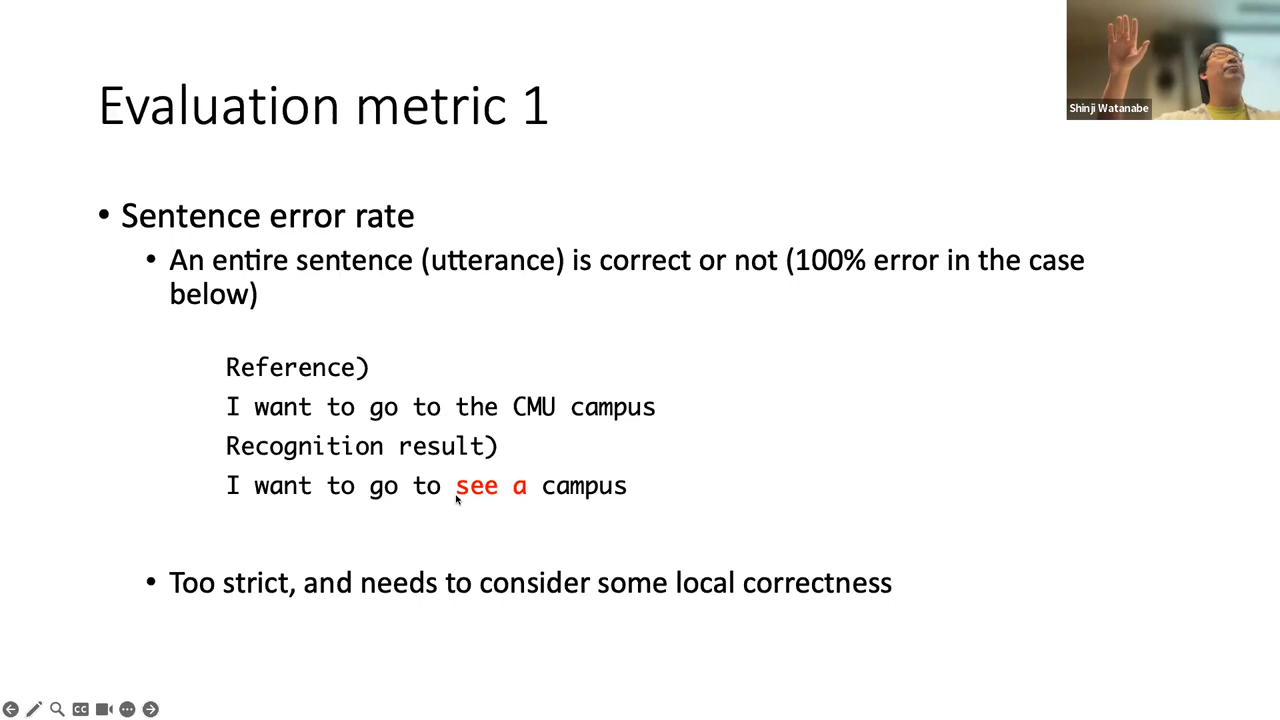 Shinji Watanabe
Evaluation metric 1
• Sentence error rate
• An entire sentence (utterance) is correct or not (100% error in the case
below)
Reference)
I want to go to the CMU campus
Recognition result)
I want to go to see a campus
• Too strict, and needs to consider some local correctness
CC